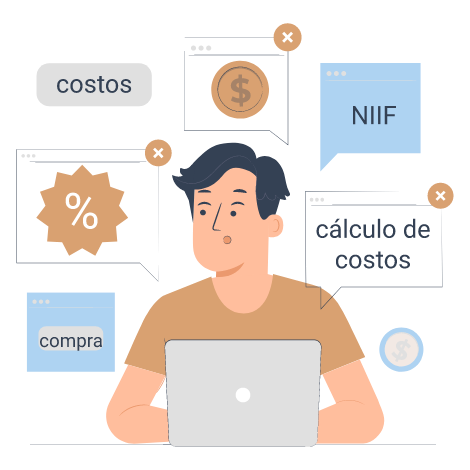 $
costos
NIIF
%
cálculo de
costos
compra
$